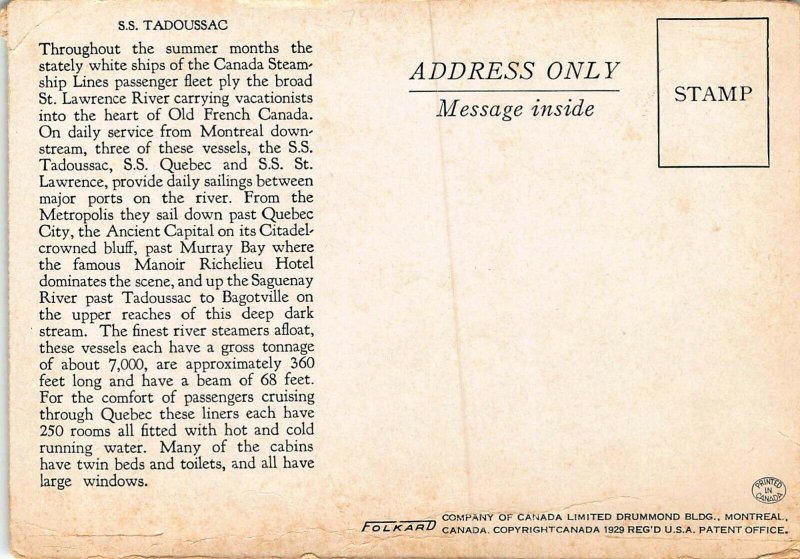 S.S. TADOUSSAC
Throughout the summer months the
stately white ships of the Canada Steam-
ship Lines passenger fleet ply the broad
St. Lawrence River carrying vacationists
into the heart of Old French Canada.
On daily service from Montreal down-
stream, three of these vessels, the S.S.
Tadoussac, S.S. Quebec and S.S. St.
Lawrence, provide daily sailings between
major ports on the river. From the
Metropolis they sail down past Quebec
City, the Ancient Capital on its Citadel-
crowned bluff, past Murray Bay where
the famous Manoir Richelieu Hotel
dominates the scene, and up the Saguenay
River past Tadoussac to Bagotville on
the upper reaches of this deep dark
stream. The finest river steamers afloat,
these vessels each have a gross tonnage
of about 7,000, are approximately 360
feet long and have a beam of 68 feet.
For the comfort of passengers cruising
through Quebec these liners each have
250 rooms all fitted with hot and cold
running water. Many of the cabins
have twin beds and toilets, and all have
large windows.
ADDRESS ONLY
Message inside
STAMP
PRINTED
IN
CANADA
FOLKARD COMPANY OF CANADA LIMITED DRUMMOND BLDG., MONTREAL,
CANADA. COPYRIGHT CANADA 1929 REG'D U.S.A. PATENT OFFICE.